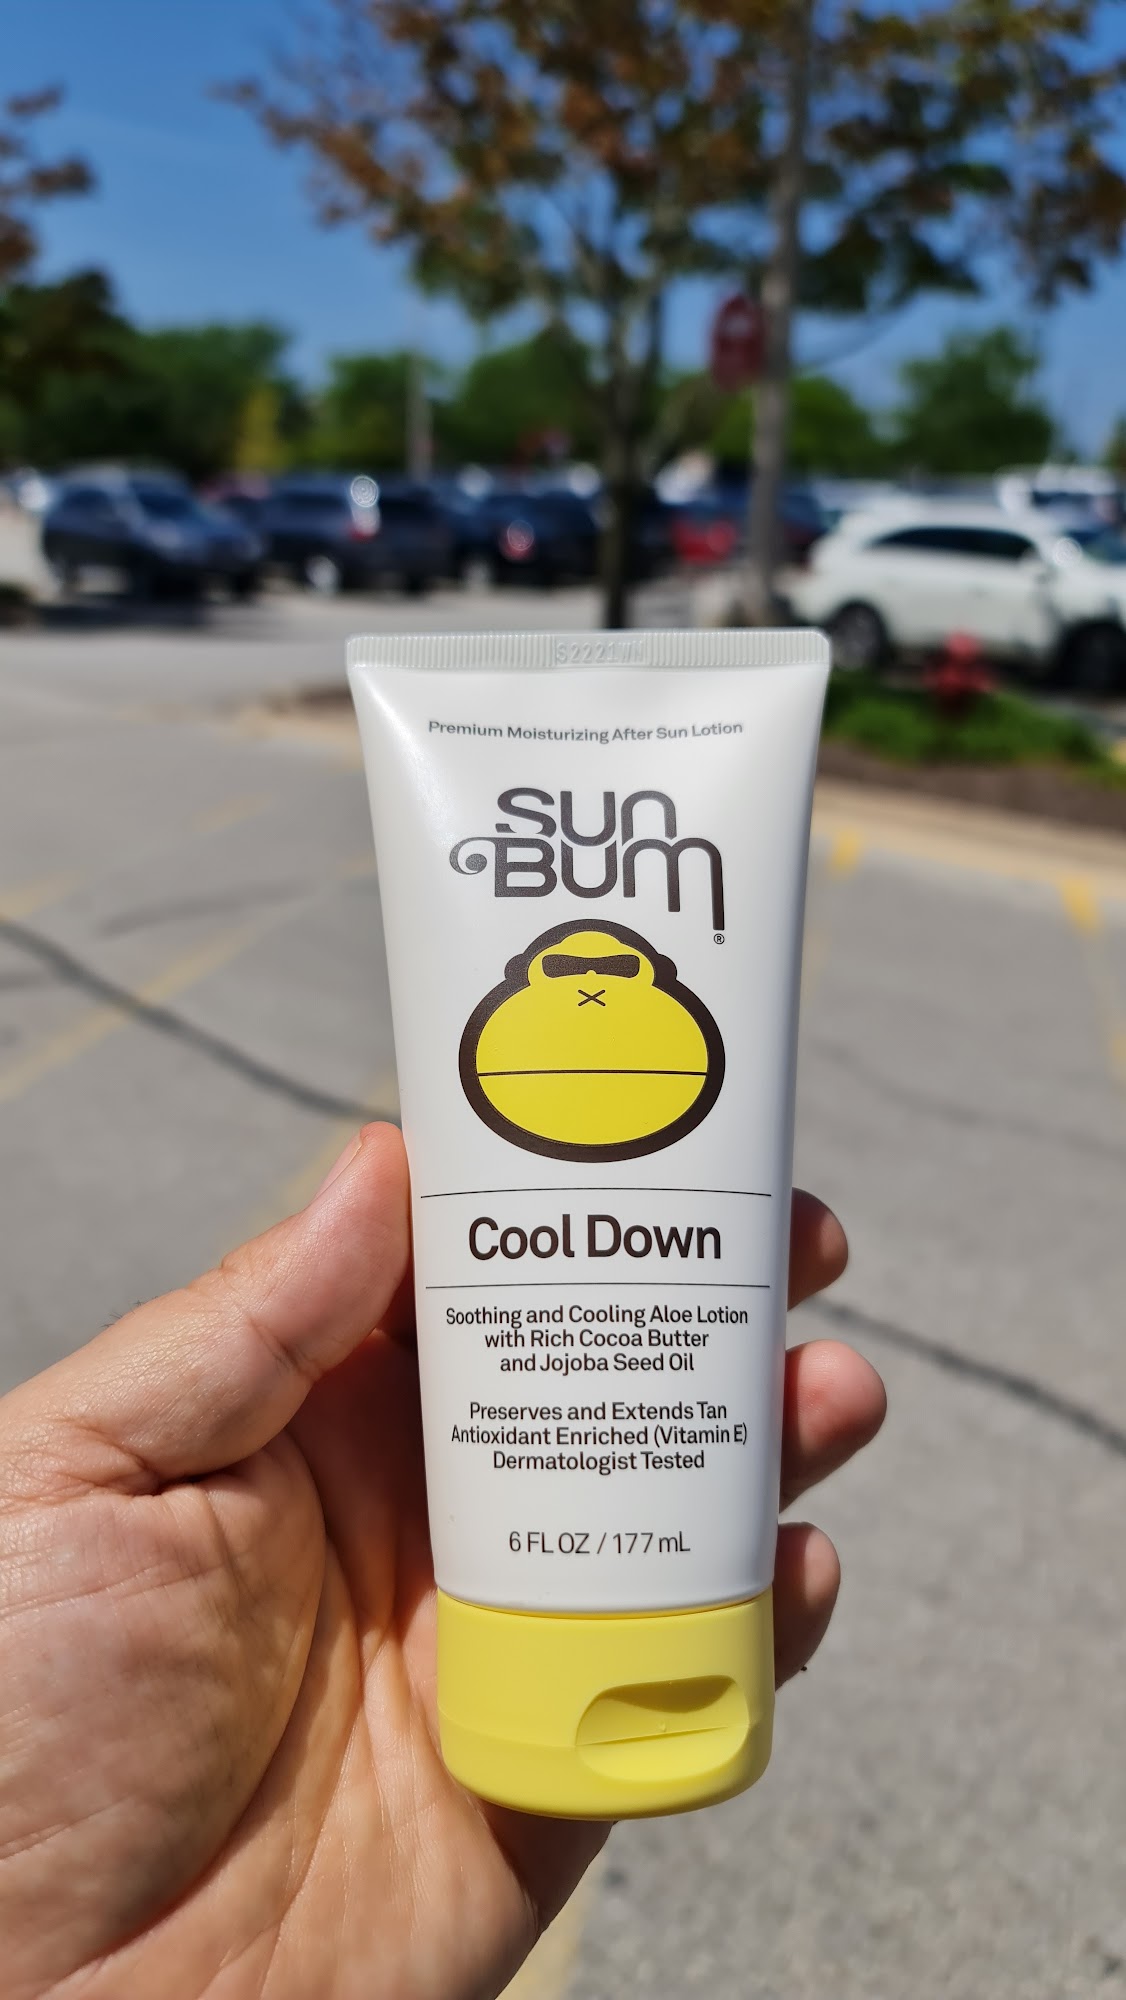 S2221WN
Premium Moisturizing After Sun Lotion
sun
Bum
®
Cool Down
Soothing and Cooling Aloe Lotion
with Rich Cocoa Butter
and Jojoba Seed Oil
Preserves and Extends Tan
Antioxidant Enriched (Vitamin E)
Dermatologist Tested
6 FL OZ / 177 mL